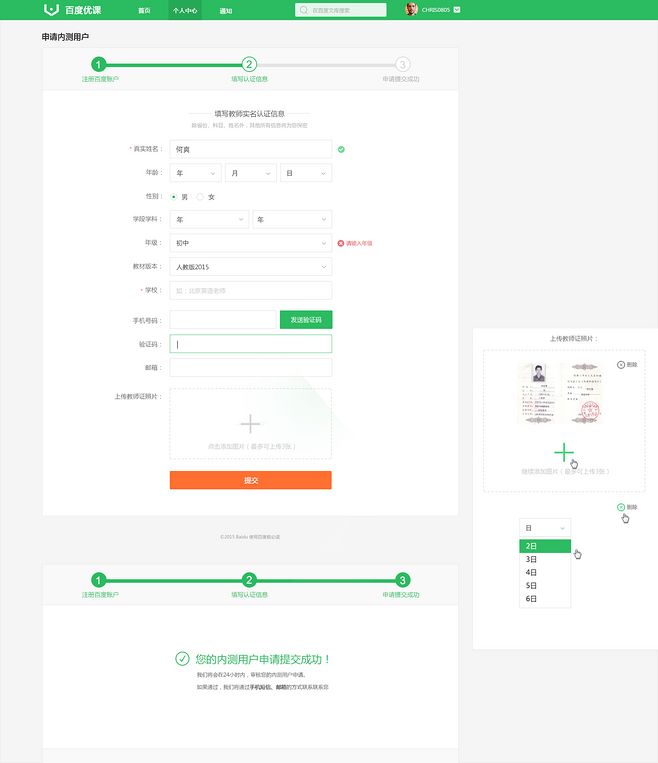 百度优课
首页
个人中心
通知
在百度文库搜索
CHRIS0805
申请内测用户
1
2
3
注册百度账户
填写认证信息
申请提交成功
填写教师实名认证信息
除省份、科目、姓名外，其他所有信息将为您保密
* 真实姓名：
何爽
年龄：
年
月
日
性别：
男
女
学段学科：
年
年
年级：
初中
请输入年级
教材版本：
人教版2015
* 学校：
如：北京英语老师
手机号码：
发送验证码
验证码：
邮箱：
上传教师证照片：
点击添加图片（最多可上传3张）
提交
©2015 Baidu 使用百度前必读
上传教师证照片：
删除
继续添加图片（最多可上传3张）
删除
日
2日
3日
4日
5日
6日
1
2
3
注册百度账户
填写认证信息
申请提交成功
您的内测用户申请提交成功！
我们将会在24小时内，审核您的内测用户申请。
如果通过，我们将通过手机短信、邮箱的方式联系联系您